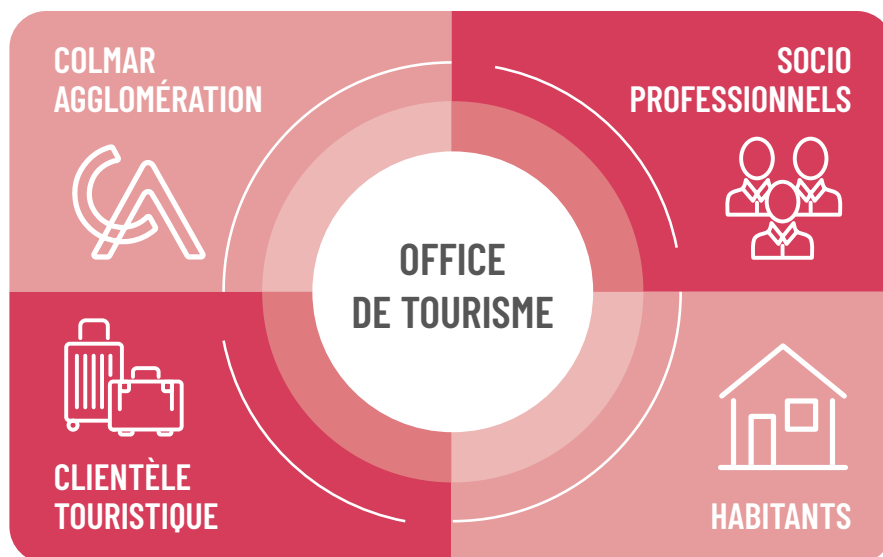 COLMAR
AGGLOMÉRATION
SOCIO
PROFESSIONNELS
OFFICE
DE TOURISME
CLIENTÈLE
TOURISTIQUE
HABITANTS